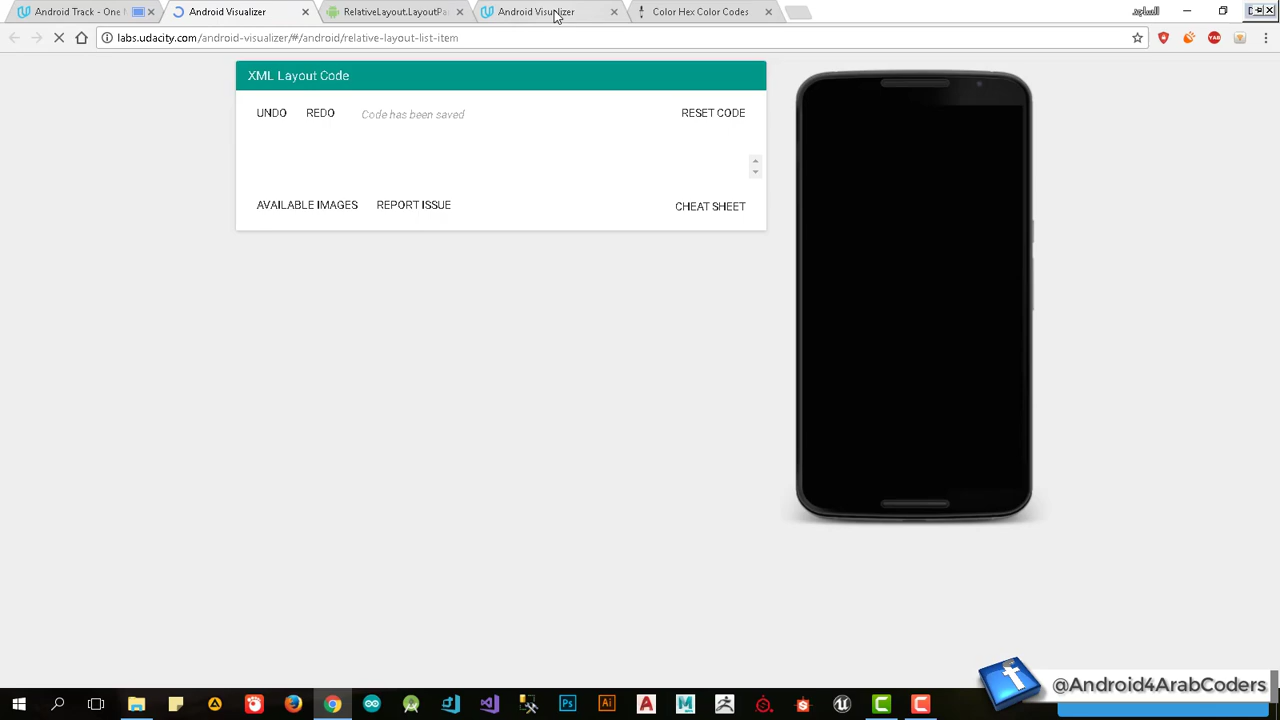 Android Track - One
Android Visualizer
RelativeLayout.LayoutPa
Android Visualizer
Color Hex Color Codes
labs.udacity.com/android-visualizer/#/android/relative-layout-list-item
XML Layout Code
UNDO REDO Code has been saved RESET CODE
AVAILABLE IMAGES REPORT ISSUE CHEAT SHEET
@Android4ArabCoders